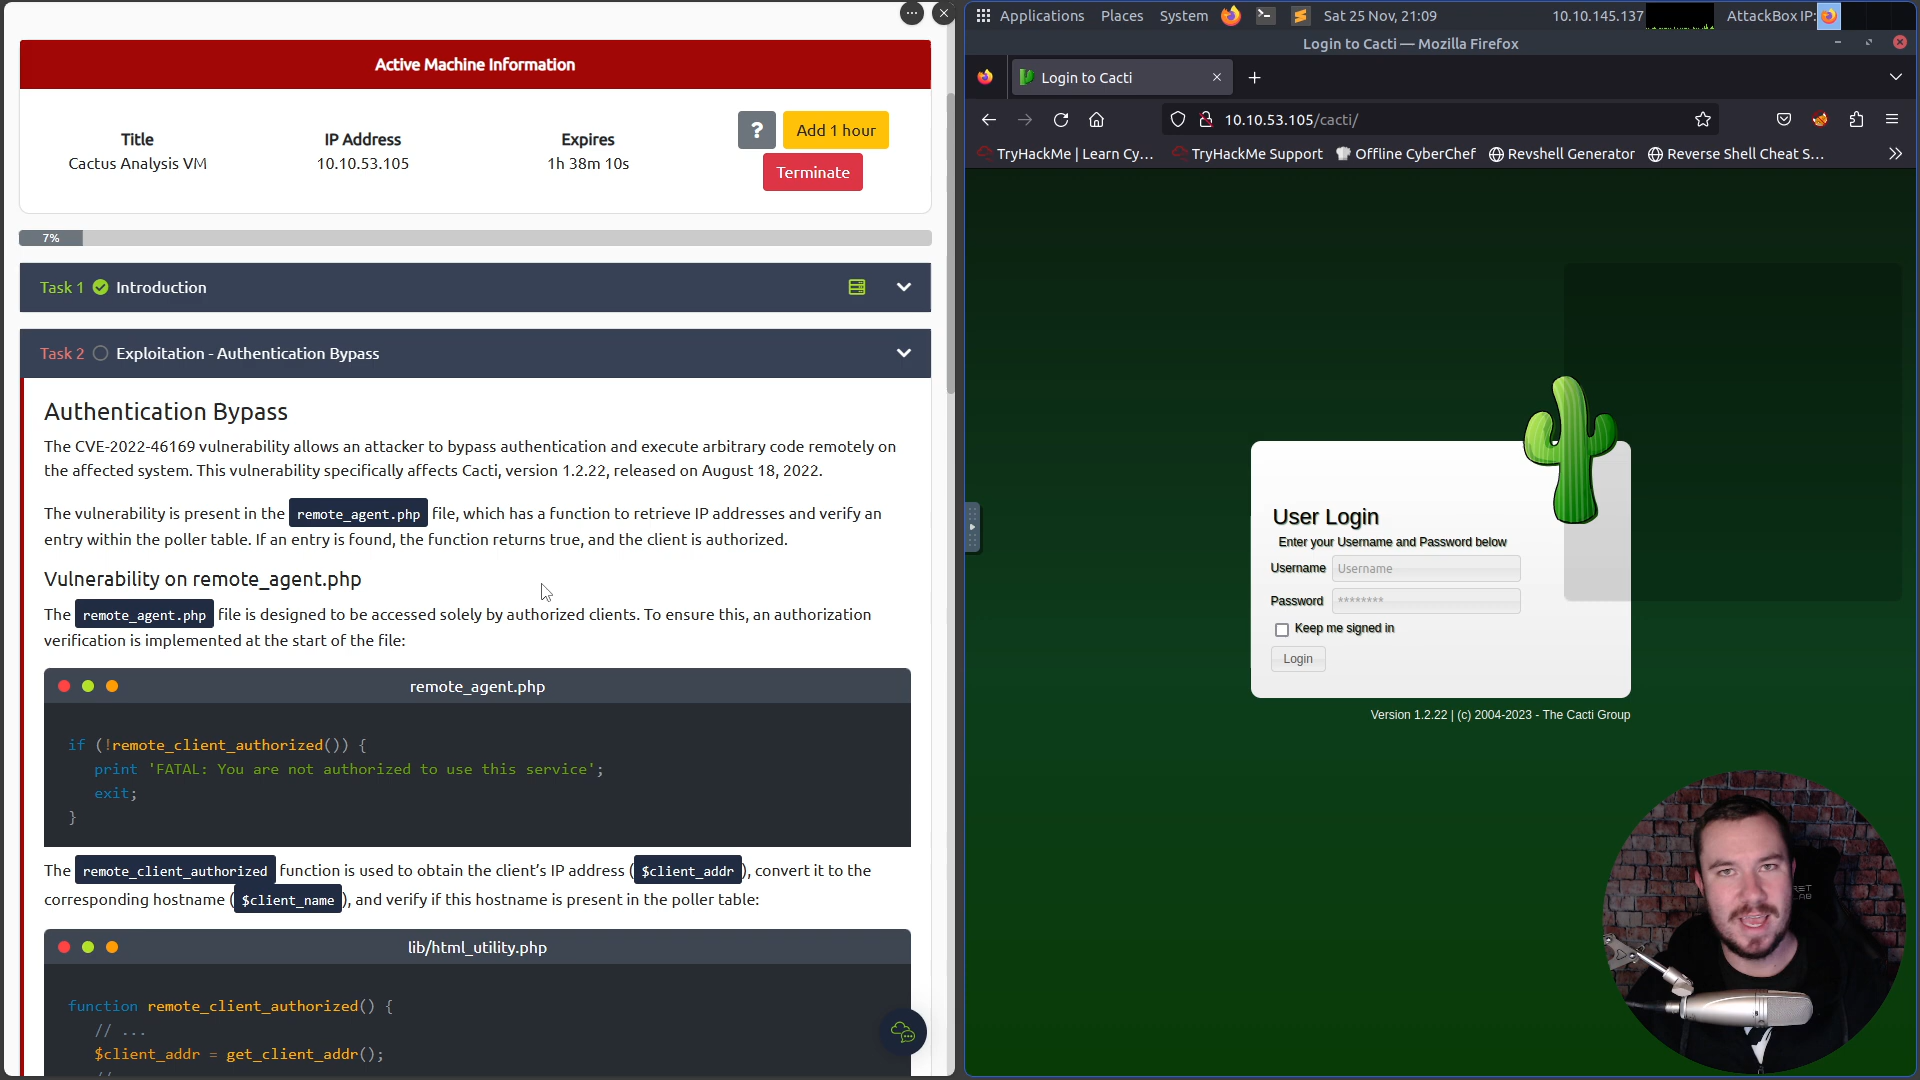 Active Machine Information
Title
IP Address
Expires
?
Add 1 hour
Cactus Analysis VM
10.10.53.105
1h 38m 10s
Terminate
7%
Task 1 Introduction
Task 2 Exploitation - Authentication Bypass
Authentication Bypass
The CVE-2022-46169 vulnerability allows an attacker to bypass authentication and execute arbitrary code remotely on
the affected system. This vulnerability specifically affects Cacti, version 1.2.22, released on August 18, 2022.
The vulnerability is present in the remote_agent.php file, which has a function to retrieve IP addresses and verify an
entry within the poller table. If an entry is found, the function returns true, and the client is authorized.
Vulnerability on remote_agent.php
The remote_agent.php file is designed to be accessed solely by authorized clients. To ensure this, an authorization
verification is implemented at the start of the file:
remote_agent.php
if (!remote_client_authorized()) {
print 'FATAL: You are not authorized to use this service';
exit;
}
The remote_client_authorized function is used to obtain the client's IP address ($client_addr), convert it to the
corresponding hostname ($client_name), and verify if this hostname is present in the poller table:
lib/html_utility.php
function remote_client_authorized() {
// ...
$client_addr = get_client_addr();
Applications Places System Sat 25 Nov, 21:09 10.10.145.137 AttackBox IP:
Login to Cacti — Mozilla Firefox
Login to Cacti
10.10.53.105/cacti/
TryHackMe | Learn Cy... TryHackMe Support Offline CyberChef Revshell Generator Reverse Shell Cheat S...
User Login
Enter your Username and Password below
Username Username
Password ********
Keep me signed in
Login
Version 1.2.22 | (c) 2004-2023 - The Cacti Group